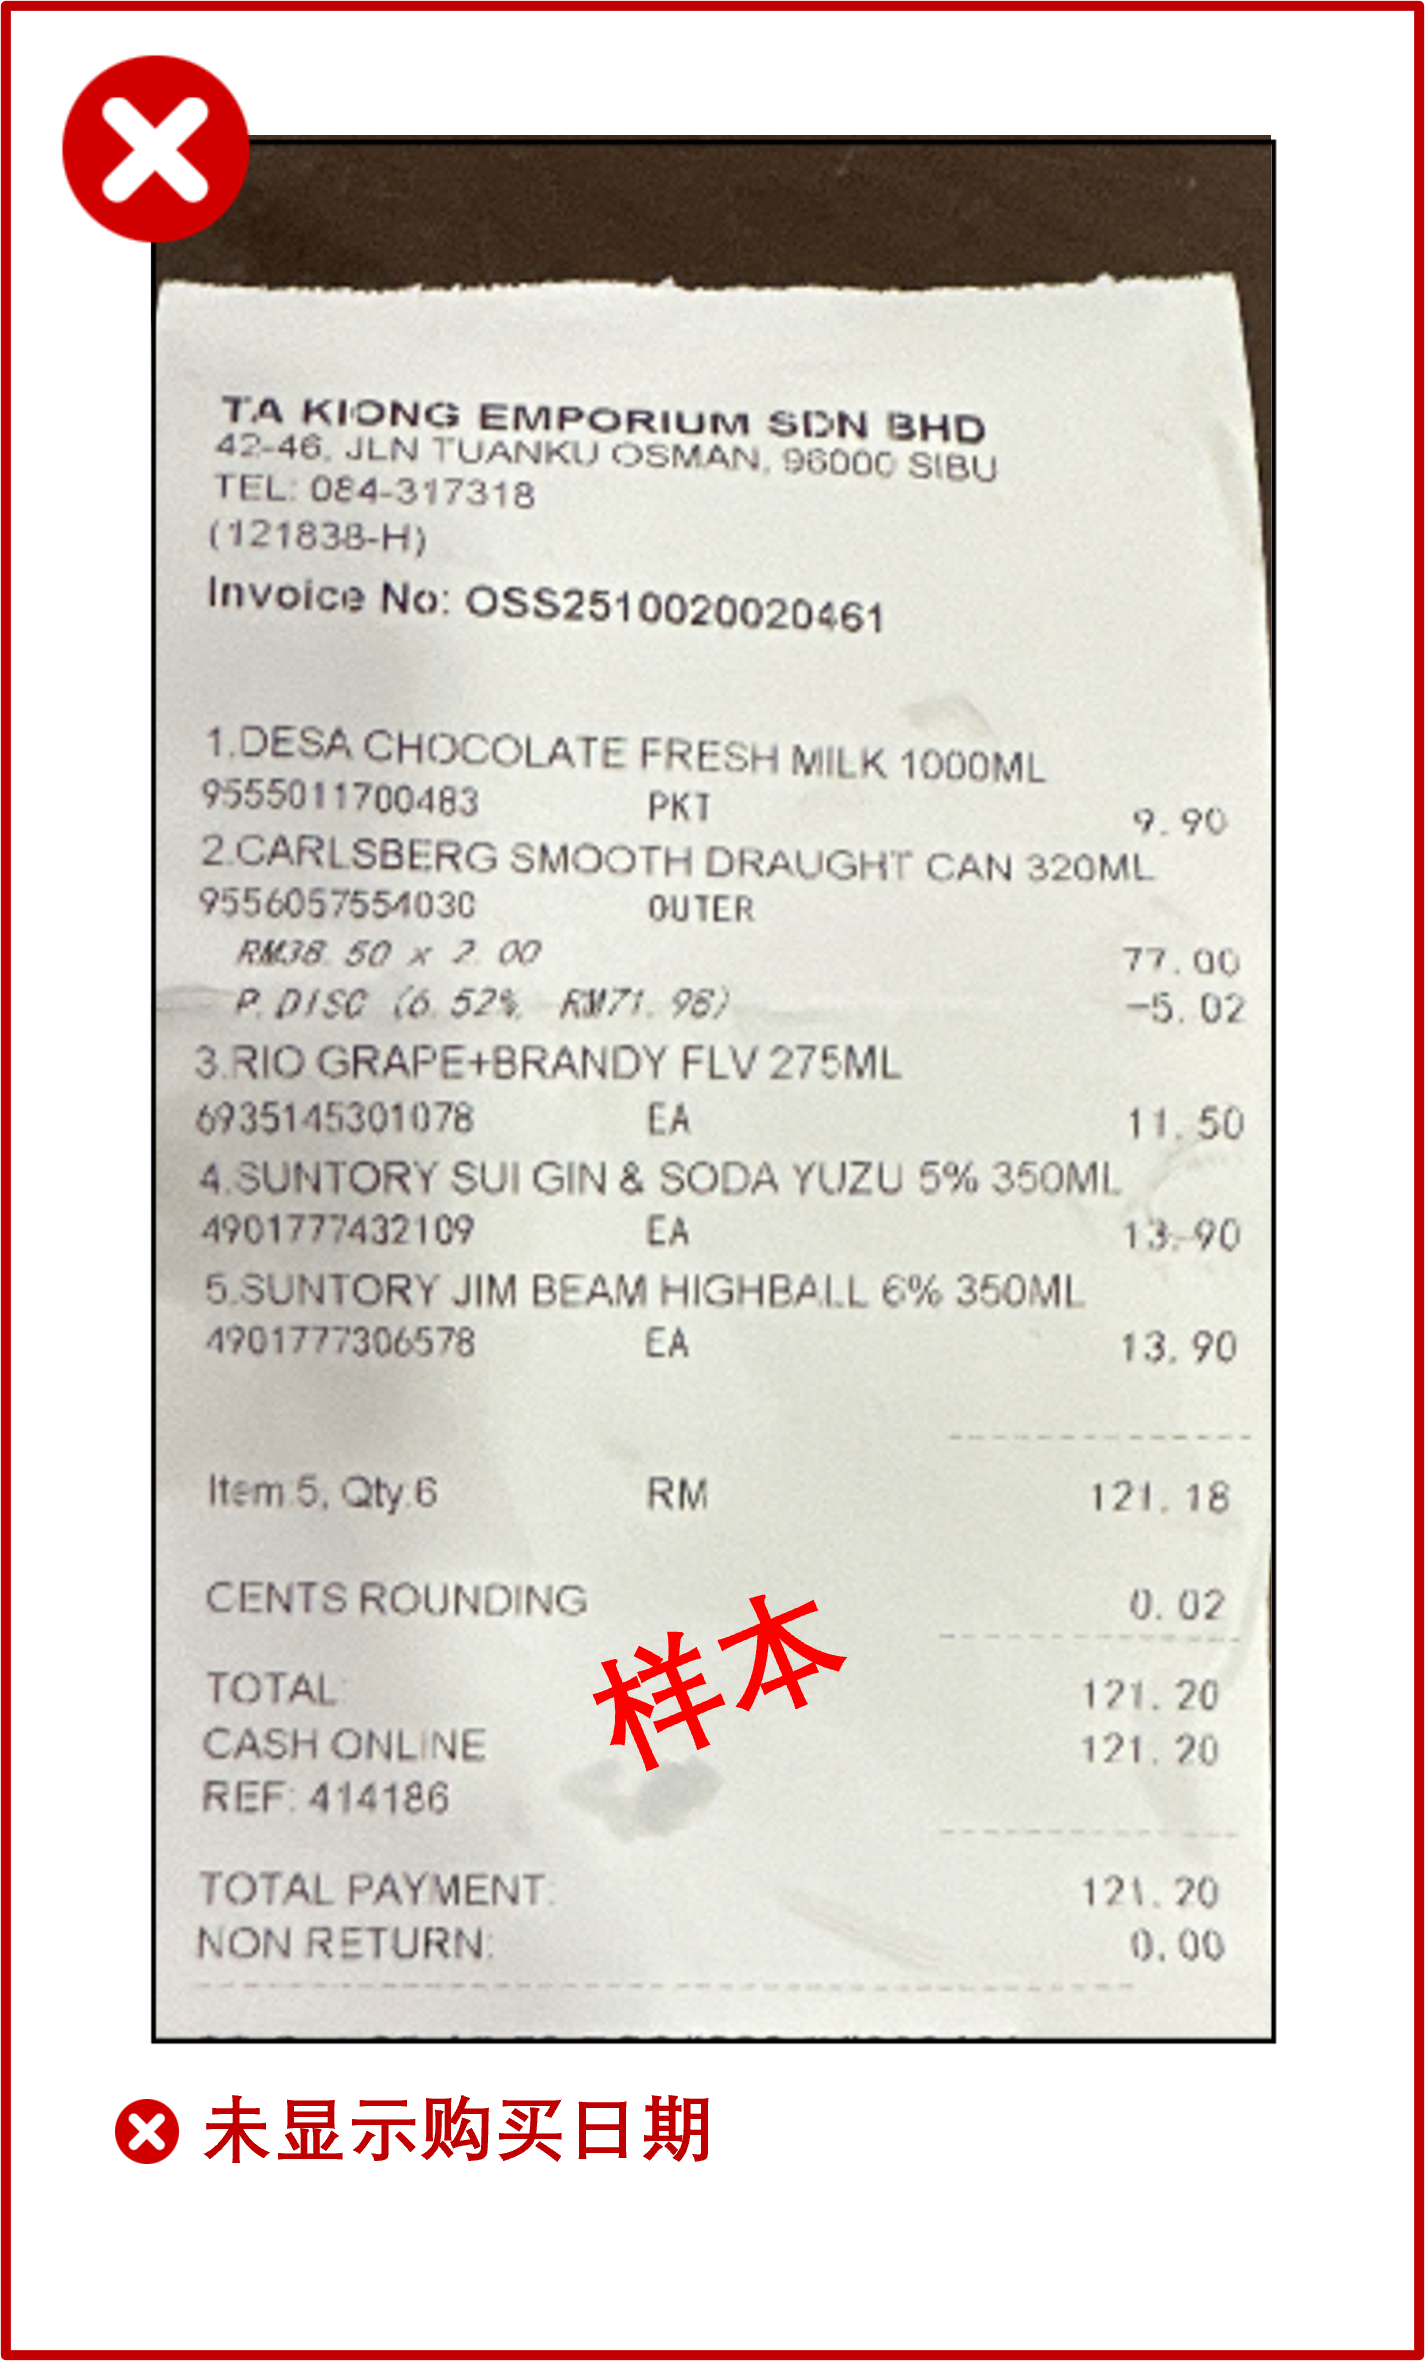 TA KIONG EMPORIUM SDN BHD
42-46, JLN TUANKU OSMAN, 96000 SIBU
TEL: 084-317318
(121838-H)
Invoice No: OSS2510020020461
1.DESA CHOCOLATE FRESH MILK 1000ML
9555011700483 PKT 9.90
2.CARLSBERG SMOOTH DRAUGHT CAN 320ML
9556057554030 OUTER
RM38.50 x 2.00 77.00
P.DISC (6.52%, RM71.98) -5.02
3.RIO GRAPE+BRANDY FLV 275ML
6935145301078 EA 11.50
4.SUNTORY SUI GIN & SODA YUZU 5% 350ML
4901777432109 EA 13.90
5.SUNTORY JIM BEAM HIGHBALL 6% 350ML
4901777306578 EA 13.90
Item:5, Qty:6 RM 121.18
CENTS ROUNDING 0.02
样本
TOTAL: 121.20
CASH ONLINE 121.20
REF: 414186
TOTAL PAYMENT: 121.20
NON RETURN: 0.00
未显示购买日期